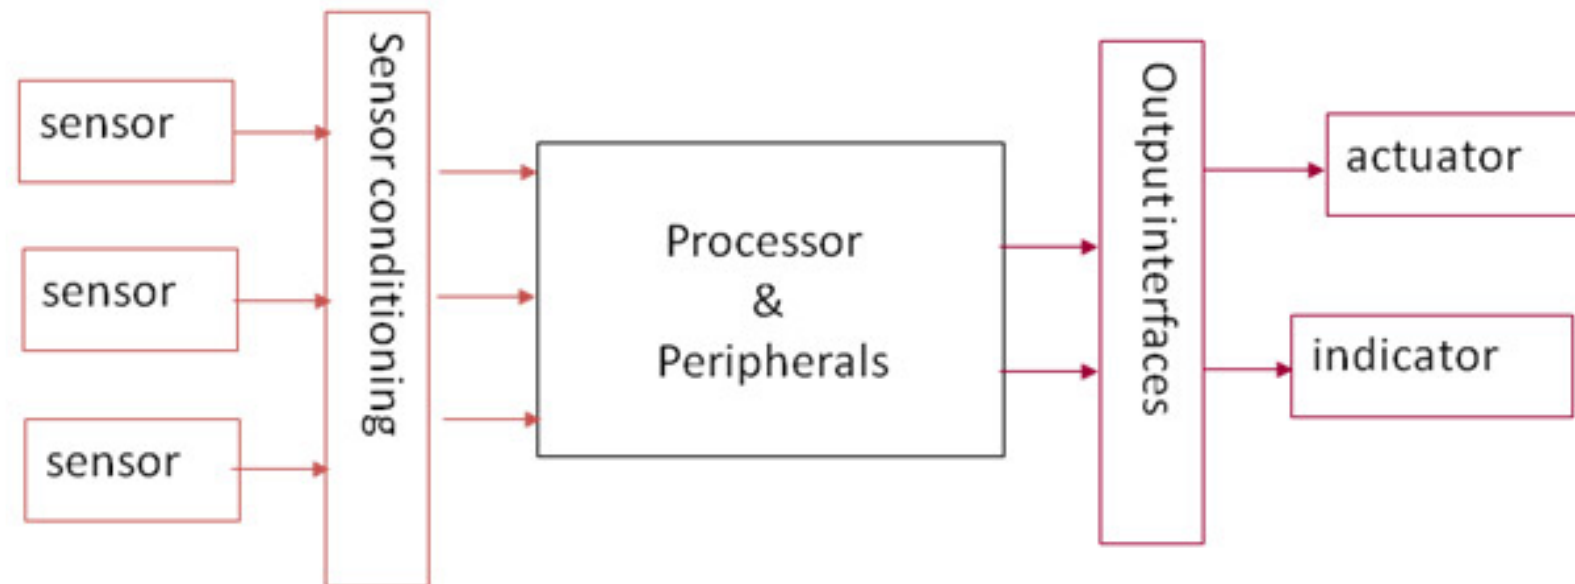 sensor
sensor
sensor
Sensor conditioning
Processor
&
Peripherals
Output interfaces
actuator
indicator